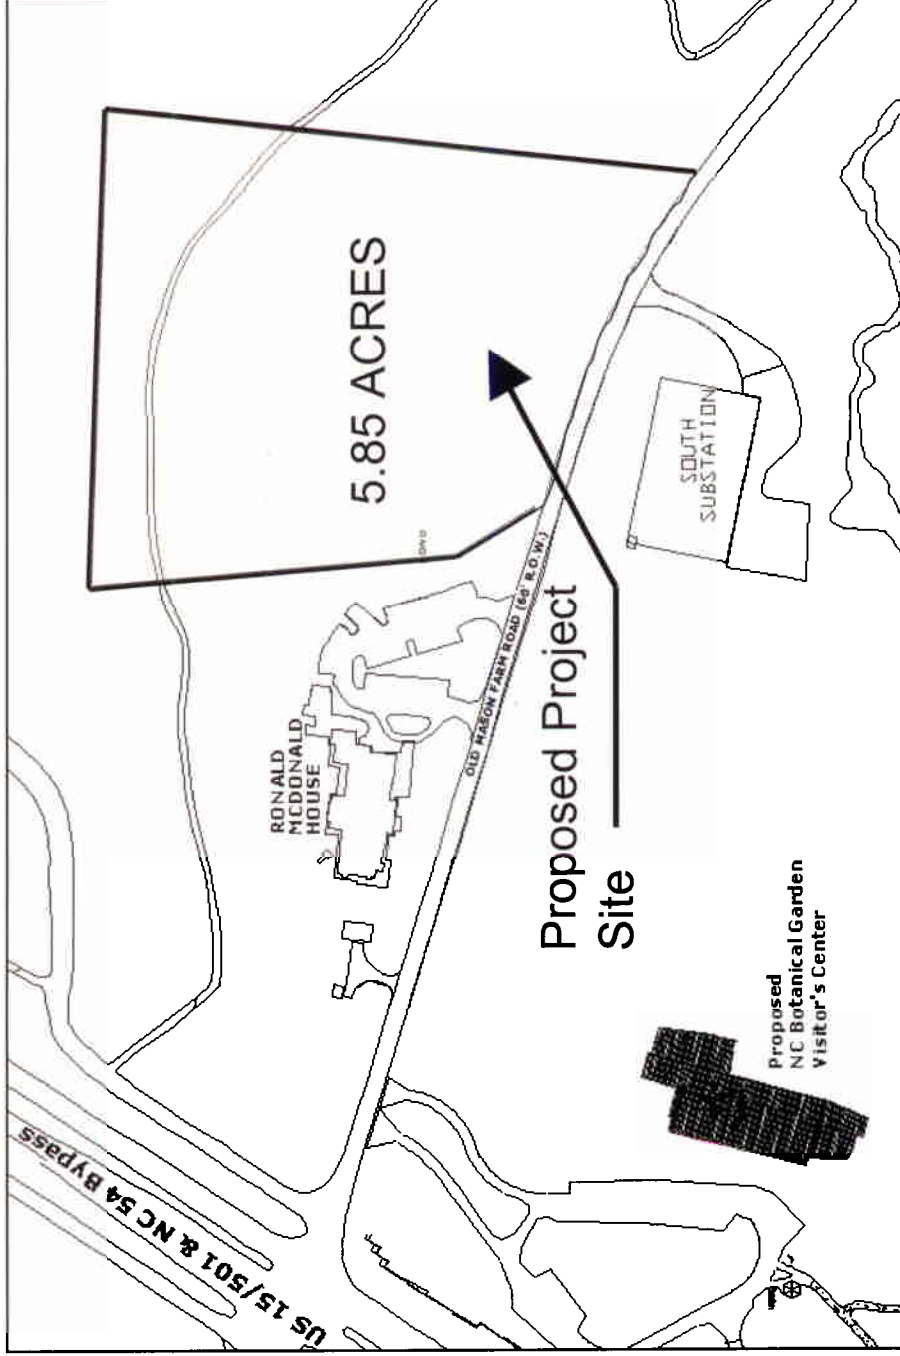 5.85 ACRES
RONALD
MCDONALD
HOUSE
OLD MASON FARM ROAD (60' R.O.W.)
SOUTH
SUBSTATION
Proposed Project
Site
Proposed
NC Botanical Garden
Visitor's Center
US 15/501 & NC 54 Bypass